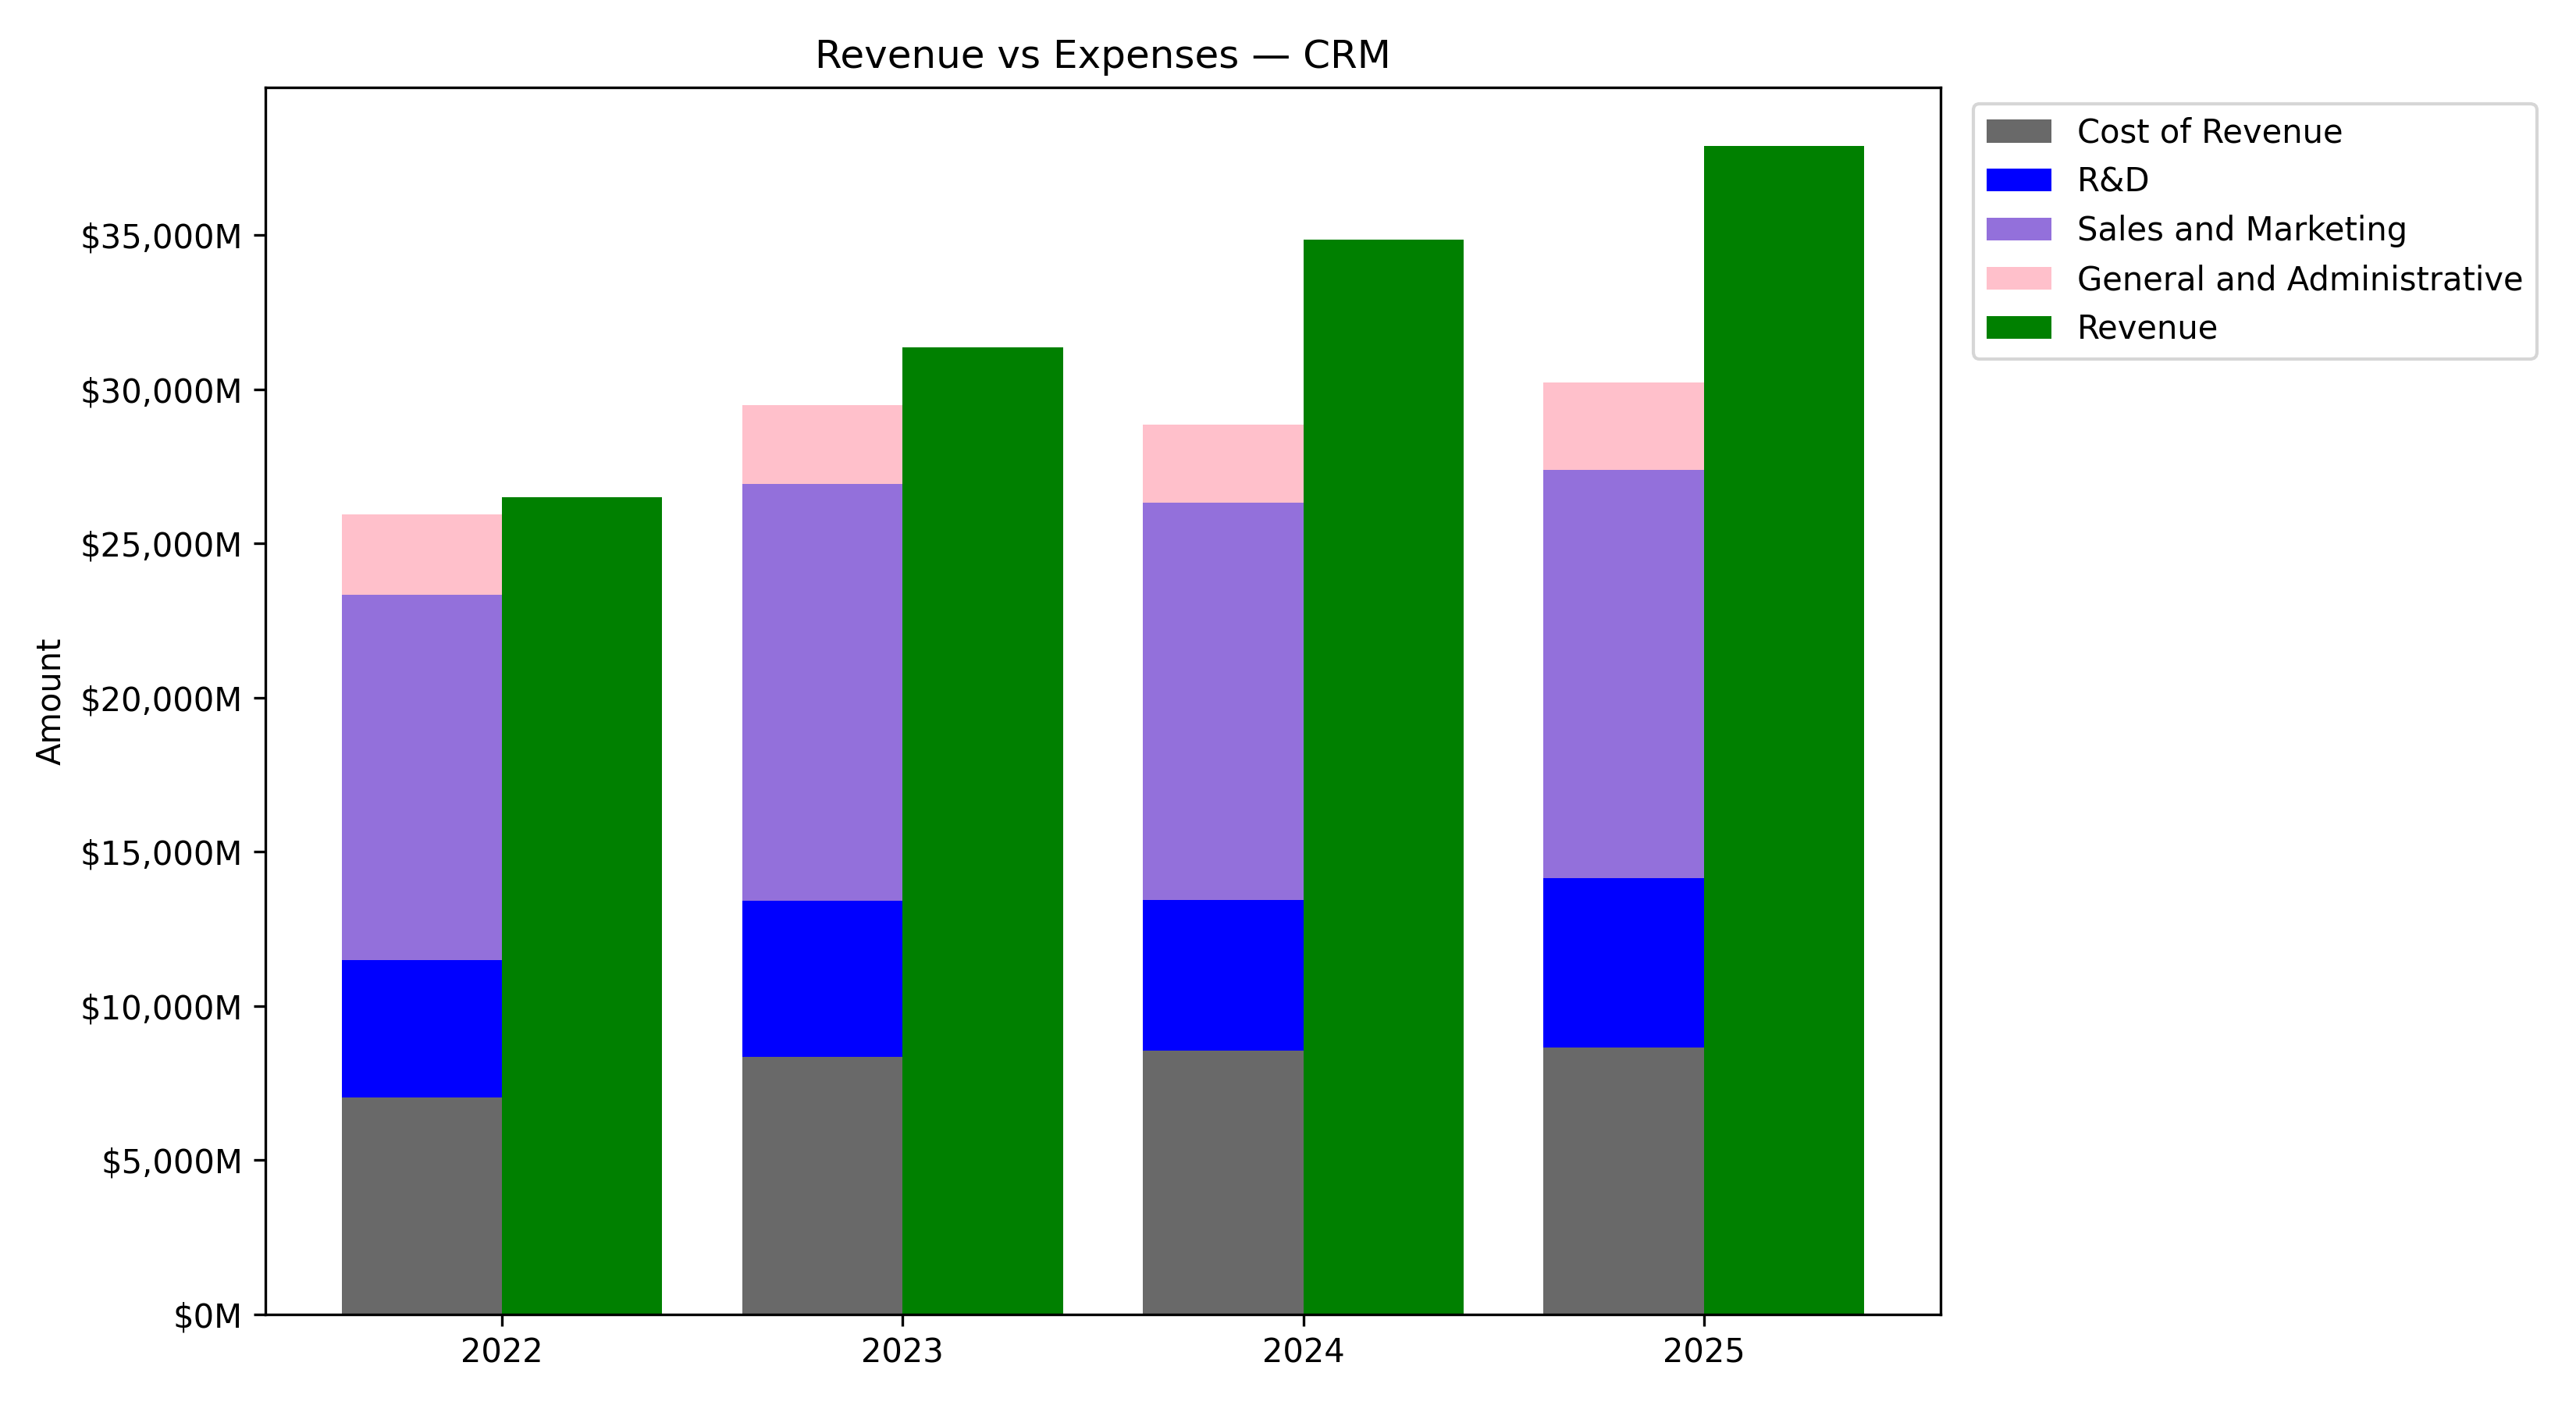 Revenue vs Expenses — CRM
Cost of Revenue
R&D
Sales and Marketing
General and Administrative
Revenue
Amount
$35,000M
$30,000M
$25,000M
$20,000M
$15,000M
$10,000M
$5,000M
$0M
2022
2023
2024
2025